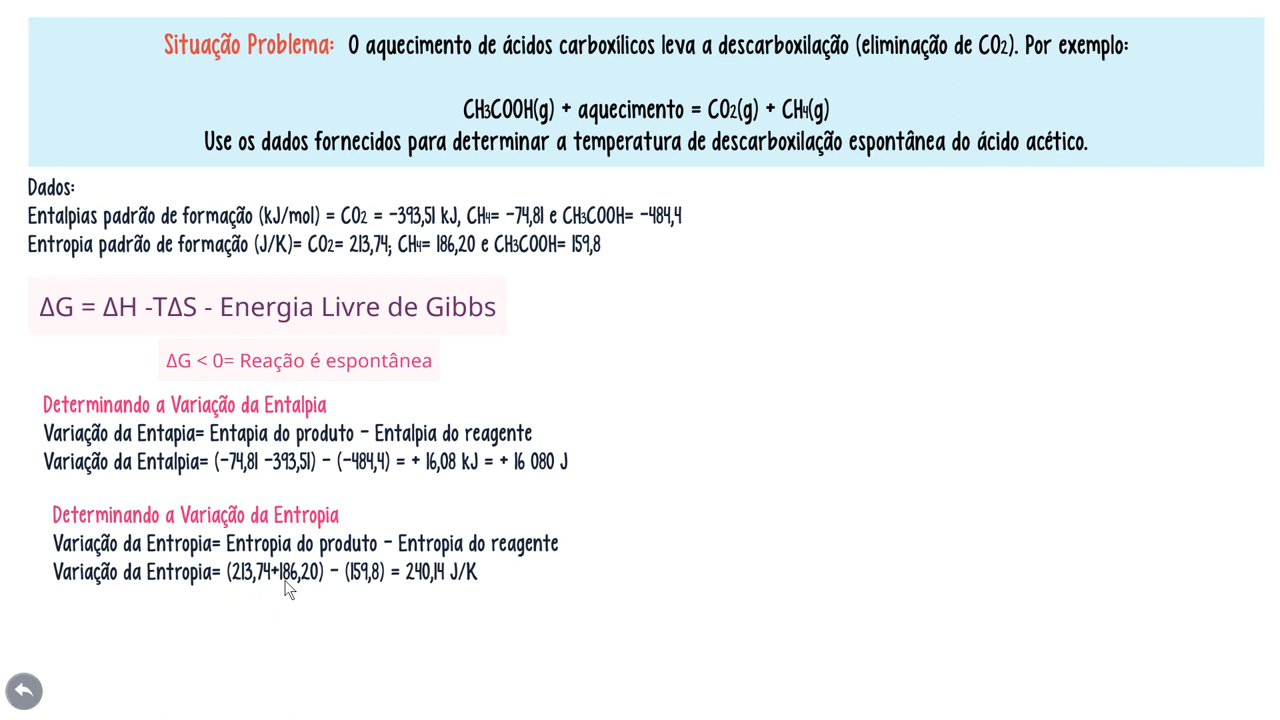 Situação Problema: O aquecimento de ácidos carboxílicos leva a descarboxilação (eliminação de CO2). Por exemplo:
CH3COOH(g) + aquecimento = CO2(g) + CH4(g)
Use os dados fornecidos para determinar a temperatura de descarboxilação espontânea do ácido acético.
Dados:
Entalpias padrão de formação (kJ/mol) = CO2 = -393,51 kJ, CH4= -74,81 e CH3COOH= -484,4
Entropia padrão de formação (J/K)= CO2= 213,74; CH4= 186,20 e CH3COOH= 159,8
ΔG = ΔH -TΔS - Energia Livre de Gibbs
ΔG < 0= Reação é espontânea
Determinando a Variação da Entalpia
Variação da Entapia= Entapia do produto - Entalpia do reagente
Variação da Entalpia= (-74,81 -393,51) - (-484,4) = + 16,08 kJ = + 16 080 J
Determinando a Variação da Entropia
Variação da Entropia= Entropia do produto - Entropia do reagente
Variação da Entropia= (213,74+186,20) - (159,8) = 240,14 J/K